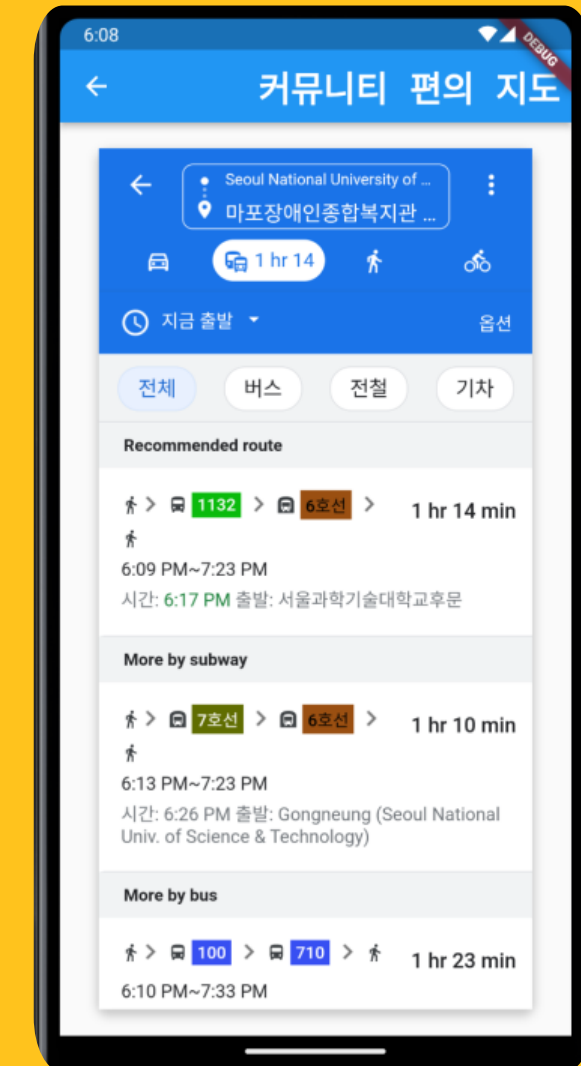 6:08
DEBUG
커뮤니티 편의 지도
Seoul National University of ...
마포장애인종합복지관 ...
1 hr 14
지금 출발
옵션
전체 버스 전철 기차
Recommended route
1132 6호선 1 hr 14 min
6:09 PM~7:23 PM
시간: 6:17 PM 출발: 서울과학기술대학교후문
More by subway
7호선 6호선 1 hr 10 min
6:13 PM~7:23 PM
시간: 6:26 PM 출발: Gongneung (Seoul National
Univ. of Science & Technology)
More by bus
100 710 1 hr 23 min
6:10 PM~7:33 PM